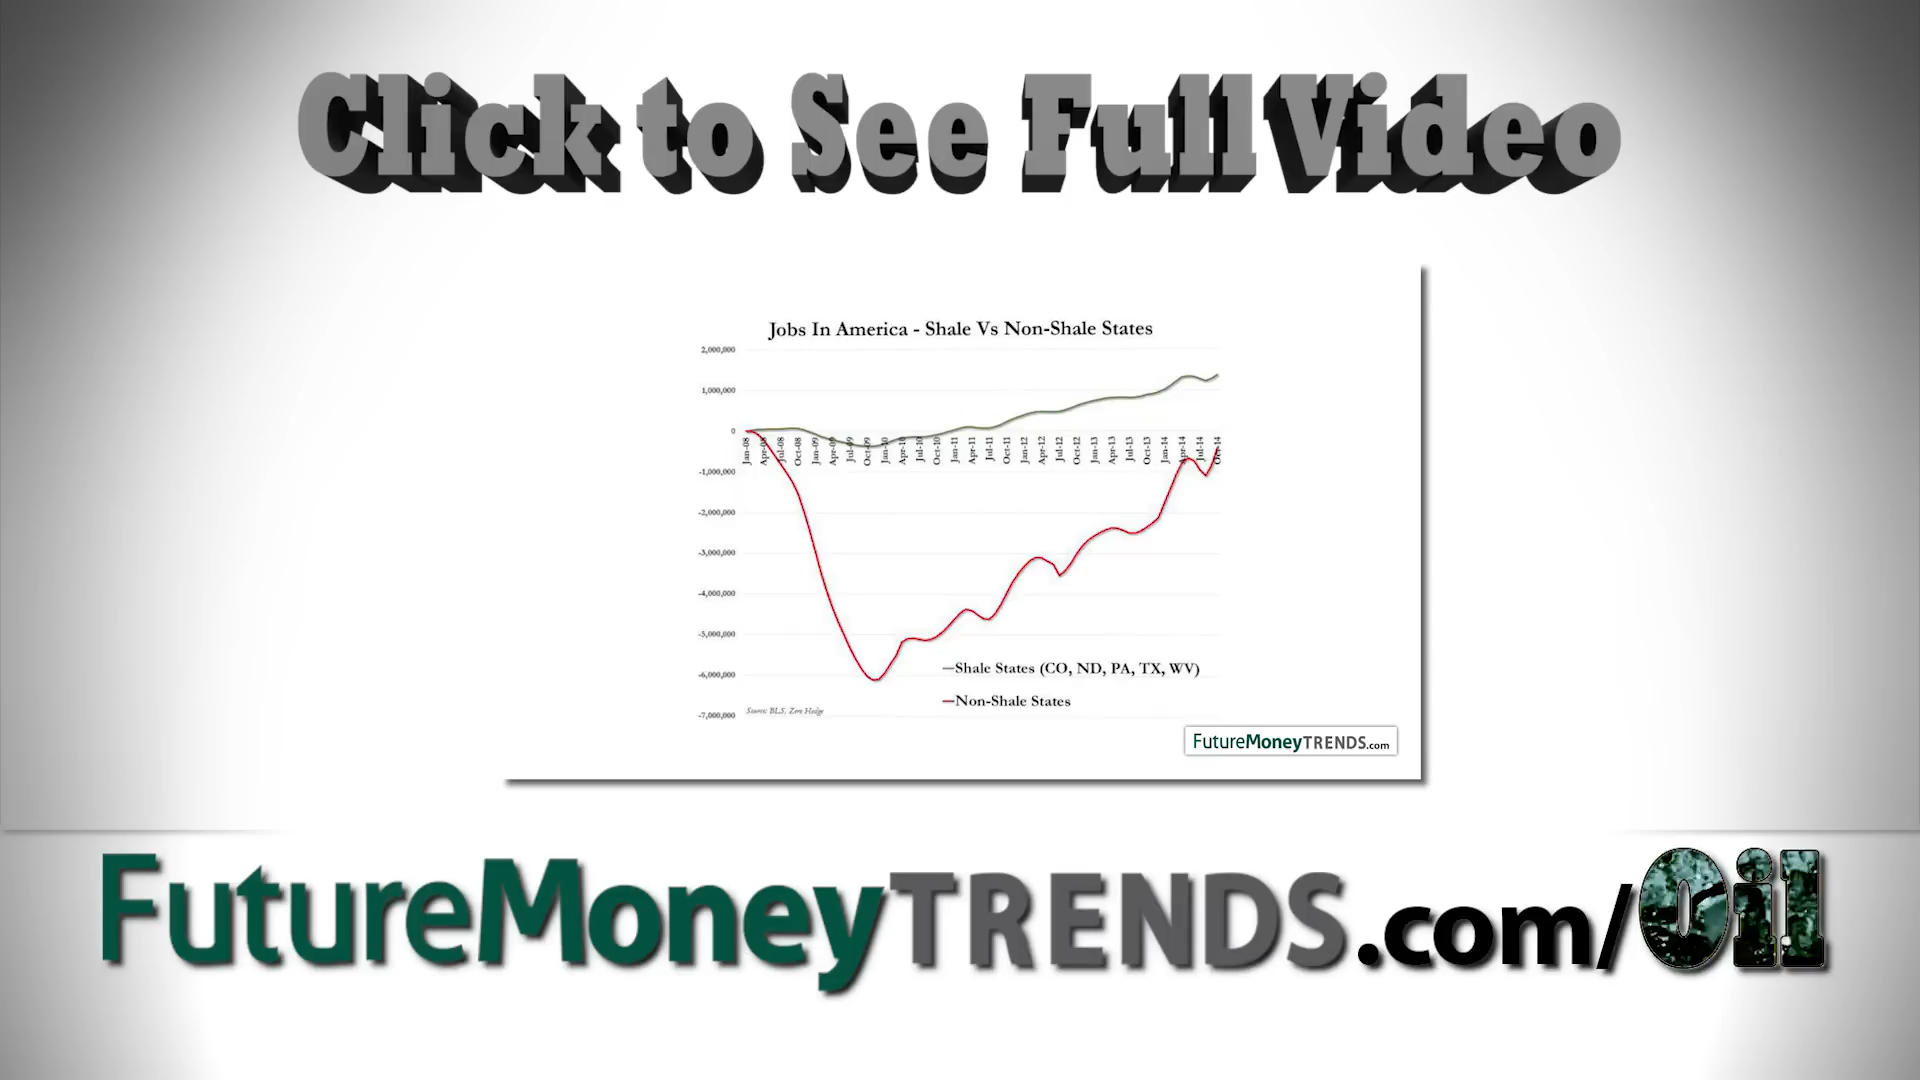 Click to See Full Video
Jobs In America - Shale Vs Non-Shale States
2,000,000
1,000,000
0
Jan-08 Apr-08 Jul-08 Oct-08 Jan-09 Apr-09 Jul-09 Oct-09 Jan-10 Apr-10 Jul-10 Oct-10 Jan-11 Apr-11 Jul-11 Oct-11 Jan-12 Apr-12 Jul-12 Oct-12 Jan-13 Apr-13 Jul-13 Oct-13 Jan-14 Apr-14 Jul-14 Oct-14
-1,000,000
-2,000,000
-3,000,000
-4,000,000
-5,000,000
-6,000,000
-7,000,000
Shale States (CO, ND, PA, TX, WV)
Non-Shale States
Source: BLS, Zero Hedge
FutureMoneyTRENDS.com
FutureMoneyTRENDS.com/Oil